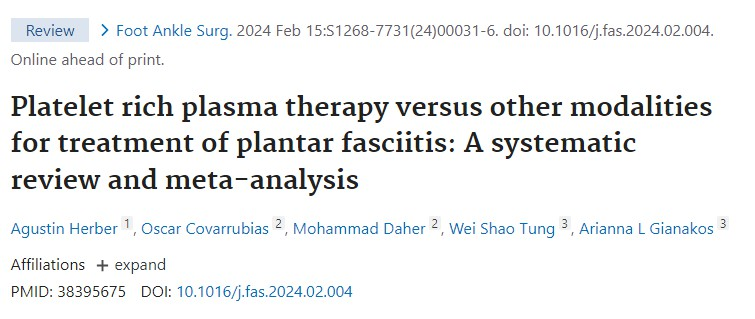 Review > Foot Ankle Surg. 2024 Feb 15:S1268-7731(24)00031-6. doi: 10.1016/j.fas.2024.02.004.
Online ahead of print.
Platelet rich plasma therapy versus other modalities
for treatment of plantar fasciitis: A systematic
review and meta-analysis
Agustin Herber 1, Oscar Covarrubias 2, Mohammad Daher 2, Wei Shao Tung 3, Arianna L Gianakos 3
Affiliations + expand
PMID: 38395675 DOI: 10.1016/j.fas.2024.02.004